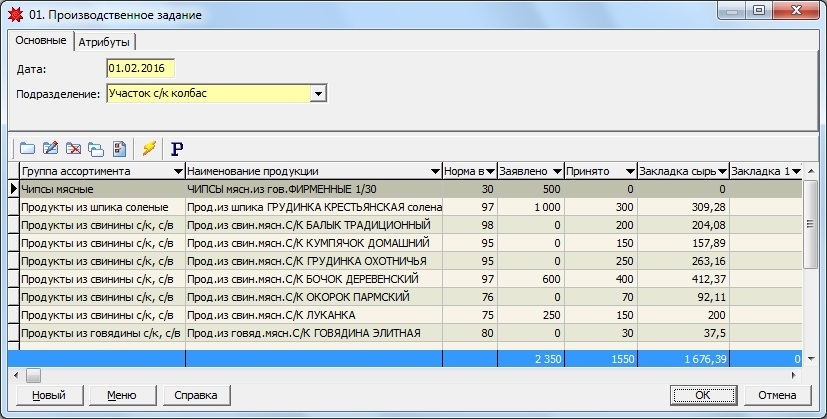 01. Производственное задание
Основные Атрибуты
Дата: 01.02.2016
Подразделение: Участок с/к колбас
P
Группа ассортимента Наименование продукции Норма в Заявлено Принято Закладка сырь Закладка 1
Чипсы мясные ЧИПСЫ мясн.из гов.ФИРМЕННЫЕ 1/30 30 500 0 0
Продукты из шпика соленые Прод.из шпика ГРУДИНКА КРЕСТЬЯНСКАЯ солена 97 1 000 300 309,28
Продукты из свинины с/к, с/в Прод.из свин.мясн.С/К БАЛЫК ТРАДИЦИОННЫЙ 98 0 200 204,08
Продукты из свинины с/к, с/в Прод.из свин.мясн.С/К КУМПЯЧОК ДОМАШНИЙ 95 0 150 157,89
Продукты из свинины с/к, с/в Прод.из свин.мясн.С/К ГРУДИНКА ОХОТНИЧЬЯ 95 0 250 263,16
Продукты из свинины с/к, с/в Прод.из свин.мясн.С/К БОЧОК ДЕРЕВЕНСКИЙ 97 600 400 412,37
Продукты из свинины с/к, с/в Прод.из свин.мясн.С/К ОКОРОК ПАРМСКИЙ 76 0 70 92,11
Продукты из свинины с/к, с/в Прод.из свин.мясн.С/К ЛУКАНКА 75 250 150 200
Продукты из говядины с/к, с/в Прод.из говяд.мясн.С/К ГОВЯДИНА ЭЛИТНАЯ 80 0 30 37,5
2 350 1550 1 676,39 0
Новый Меню Справка OK Отмена